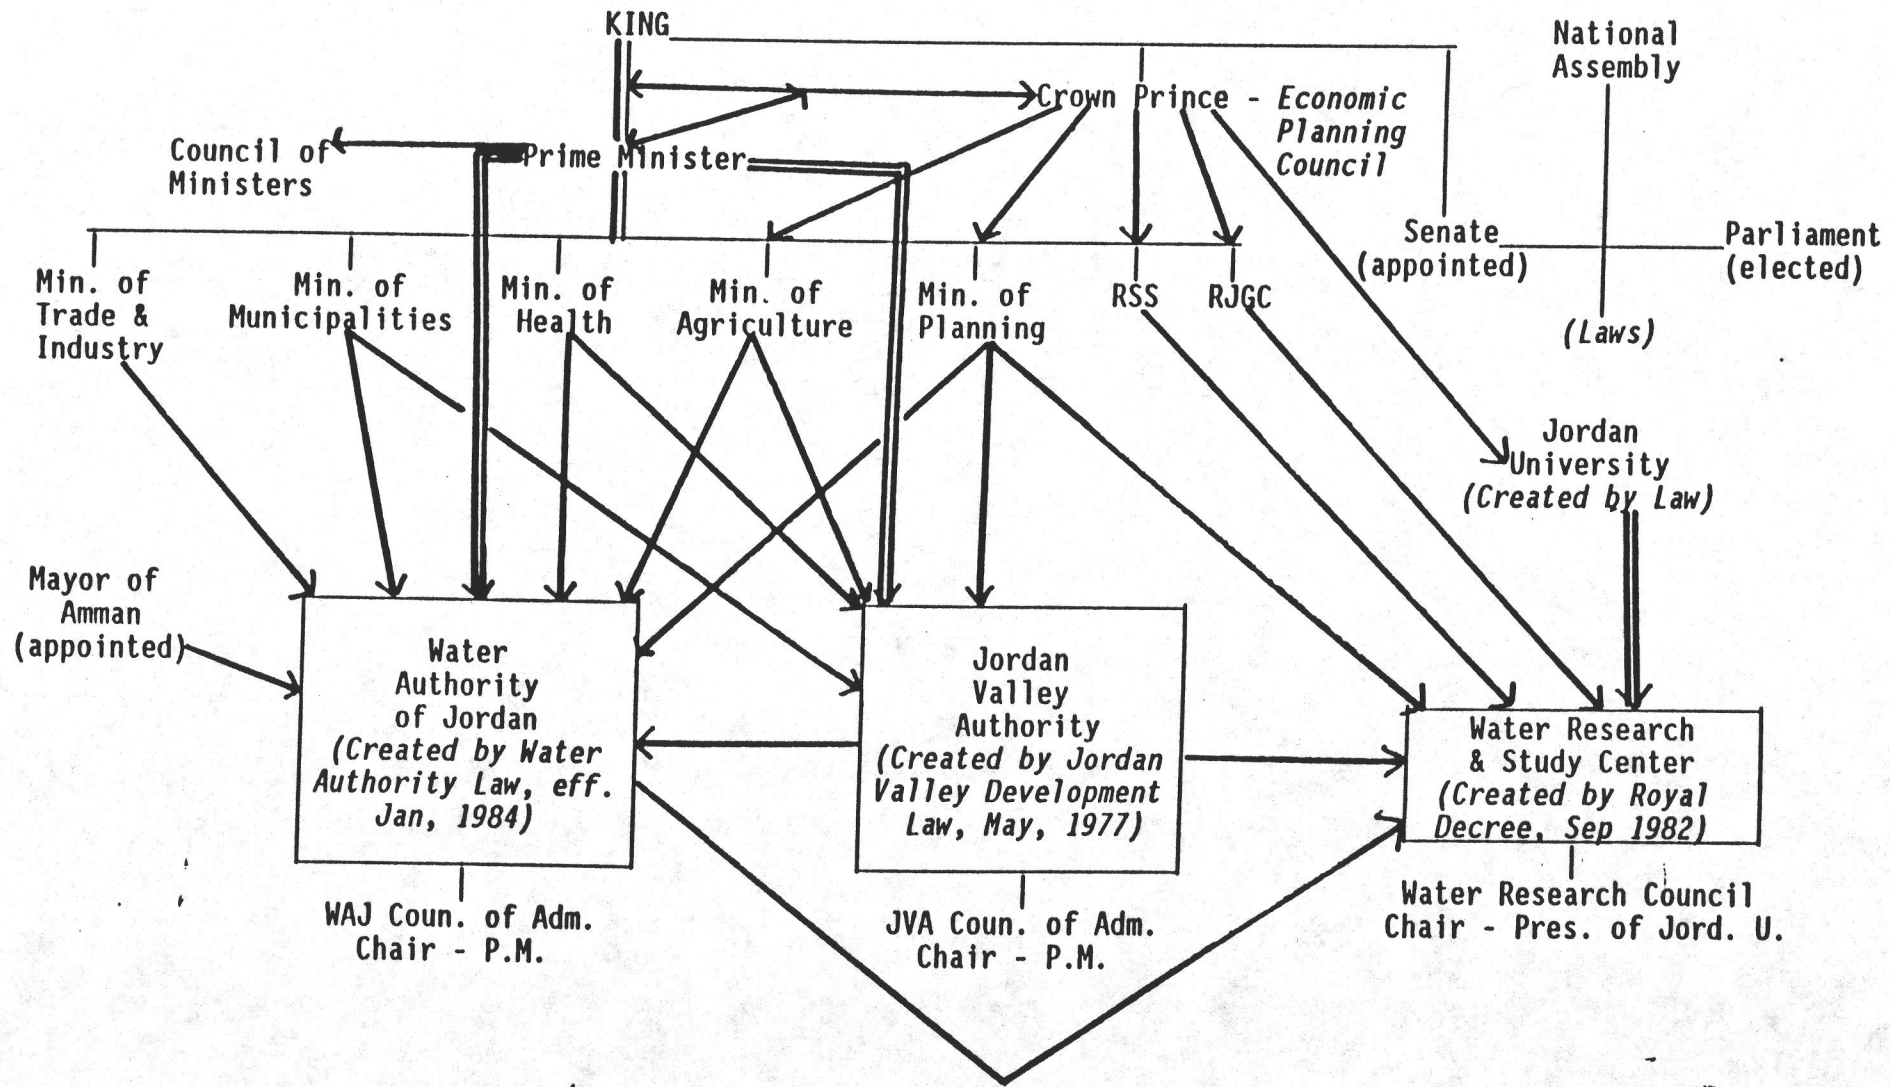 KING
National
Assembly
Crown Prince - Economic
Planning
Council
Council of
Ministers
Prime Minister
Senate
(appointed)
Parliament
(elected)
(Laws)
Min. of
Trade &
Industry
Min. of
Municipalities
Min. of
Health
Min. of
Agriculture
Min. of
Planning
RSS
RJGC
Jordan
University
(Created by Law)
Mayor of
Amman
(appointed)
Water
Authority
of Jordan
(Created by Water
Authority Law, eff.
Jan, 1984)
Jordan
Valley
Authority
(Created by Jordan
Valley Development
Law, May, 1977)
Water Research
& Study Center
(Created by Royal
Decree, Sep 1982)
WAJ Coun. of Adm.
Chair - P.M.
JVA Coun. of Adm.
Chair - P.M.
Water Research Council
Chair - Pres. of Jord. U.